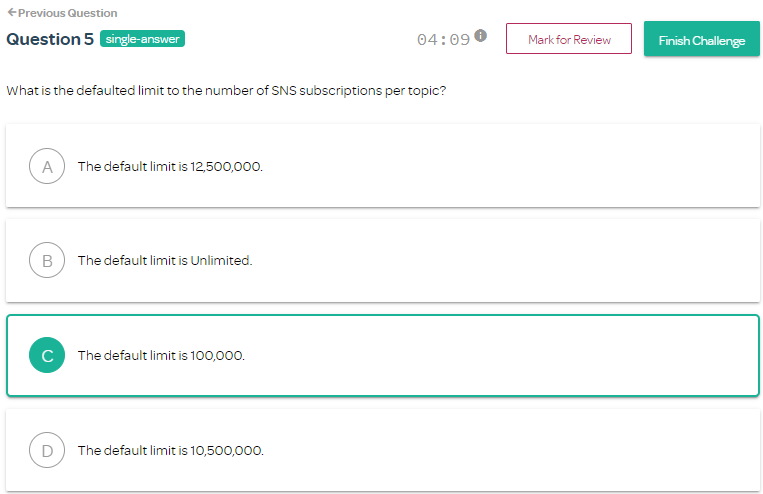 ←Previous Question
Question 5 single-answer 04:09 i Mark for Review Finish Challenge
What is the defaulted limit to the number of SNS subscriptions per topic?
A The default limit is 12,500,000.
B The default limit is Unlimited.
C The default limit is 100,000.
D The default limit is 10,500,000.